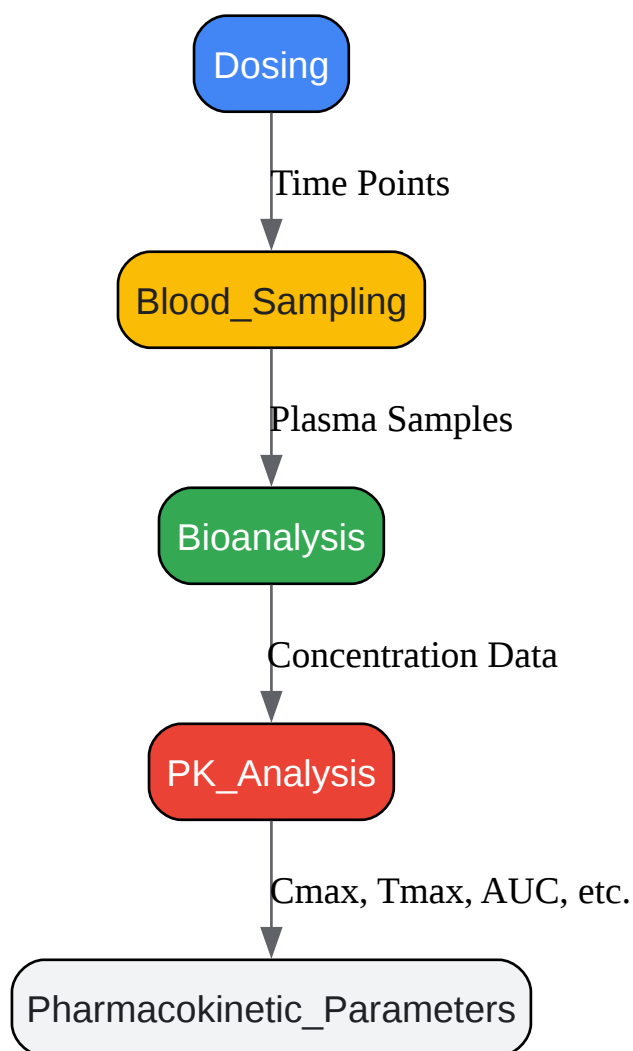 Dosing
Time Points
Blood_Sampling
Plasma Samples
Bioanalysis
Concentration Data
PK_Analysis
Cmax, Tmax, AUC, etc.
Pharmacokinetic_Parameters